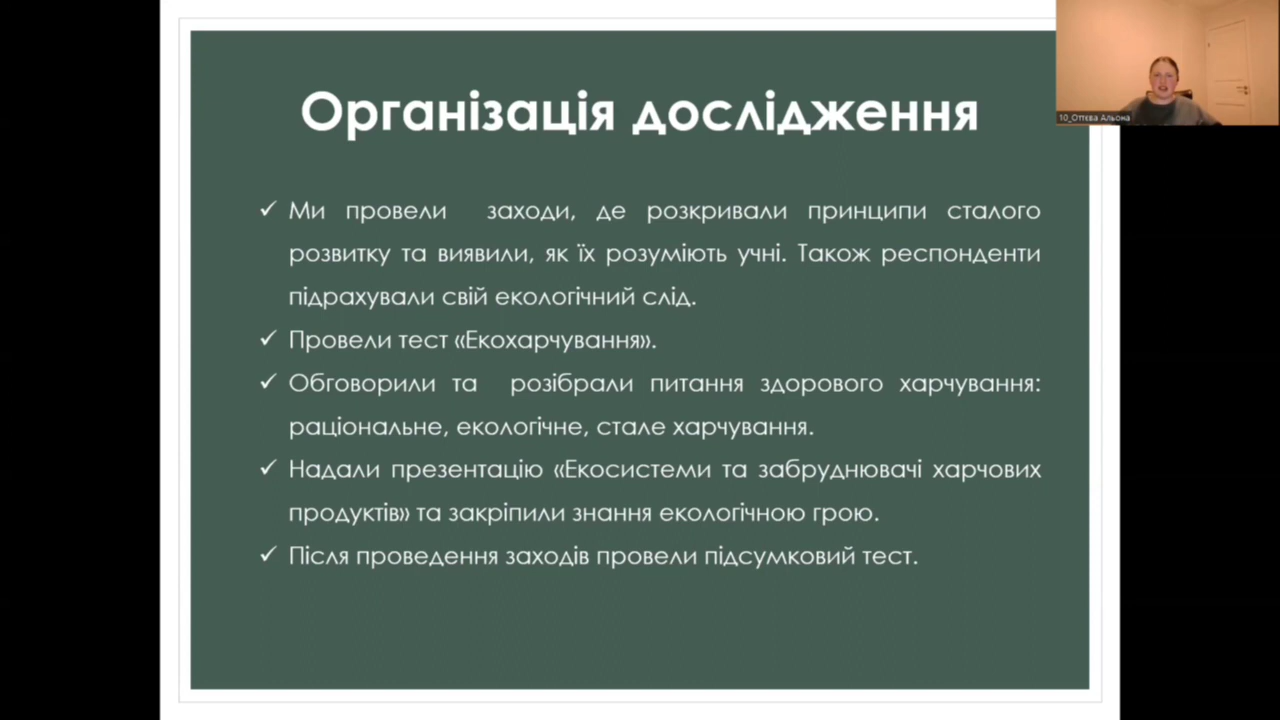 Організація дослідження
10_Оттєва Альона
✓ Ми провели заходи, де розкривали принципи сталого
розвитку та виявили, як їх розуміють учні. Також респонденти
підрахували свій екологічний слід.
✓ Провели тест «Екохарчування».
✓ Обговорили та розібрали питання здорового харчування:
раціональне, екологічне, стале харчування.
✓ Надали презентацію «Екосистеми та забруднювачі харчових
продуктів» та закріпили знання екологічною грою.
✓ Після проведення заходів провели підсумковий тест.